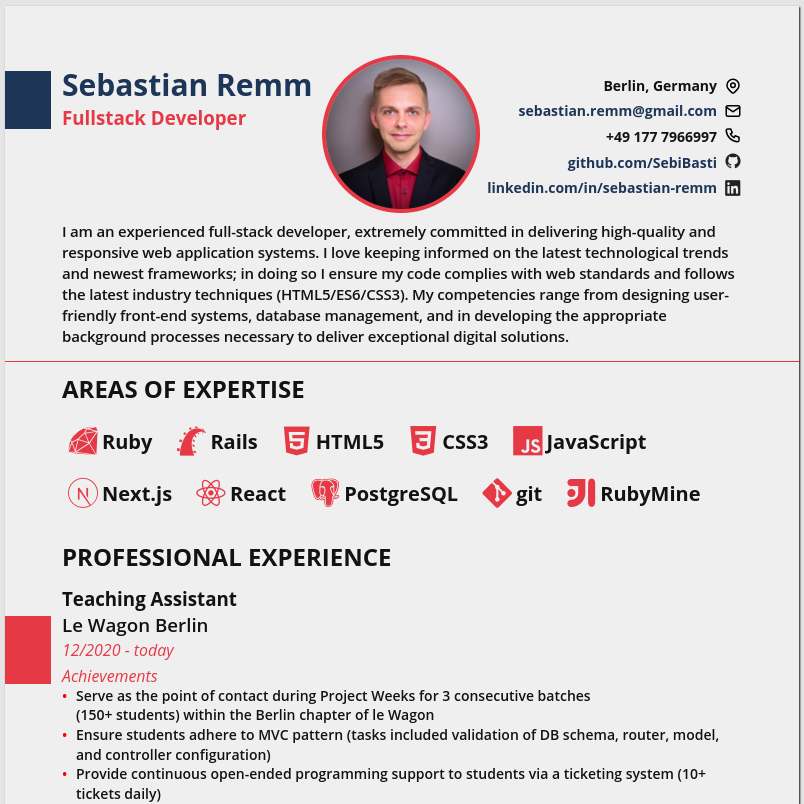 Sebastian Remm
Fullstack Developer
Berlin, Germany
sebastian.remm@gmail.com
+49 177 7966997
github.com/SebiBasti
linkedin.com/in/sebastian-remm
in
I am an experienced full-stack developer, extremely committed in delivering high-quality and
responsive web application systems. I love keeping informed on the latest technological trends
and newest frameworks; in doing so I ensure my code complies with web standards and follows
the latest industry techniques (HTML5/ES6/CSS3). My competencies range from designing user-
friendly front-end systems, database management, and in developing the appropriate
background processes necessary to deliver exceptional digital solutions.
AREAS OF EXPERTISE
Ruby Rails 5 HTML5 3 CSS3 JS JavaScript
N Next.js React PostgreSQL git RubyMine
PROFESSIONAL EXPERIENCE
Teaching Assistant
Le Wagon Berlin
12/2020 - today
Achievements
• Serve as the point of contact during Project Weeks for 3 consecutive batches
(150+ students) within the Berlin chapter of le Wagon
• Ensure students adhere to MVC pattern (tasks included validation of DB schema, router, model,
and controller configuration)
• Provide continuous open-ended programming support to students via a ticketing system (10+
tickets daily)